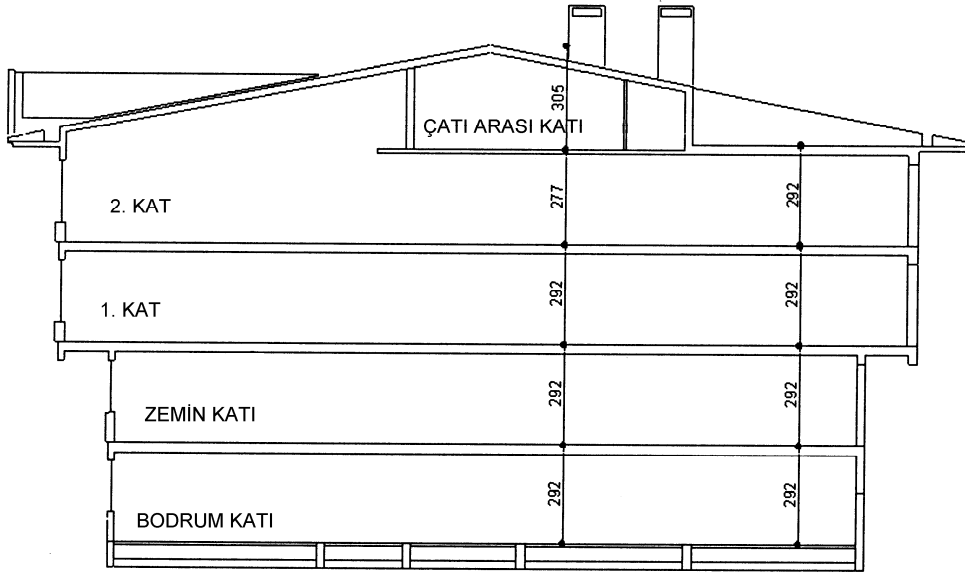 305
ÇATI ARASI KATI
2. KAT
277
292
1. KAT
292
292
ZEMİN KATI
292
292
BODRUM KATI
292
292